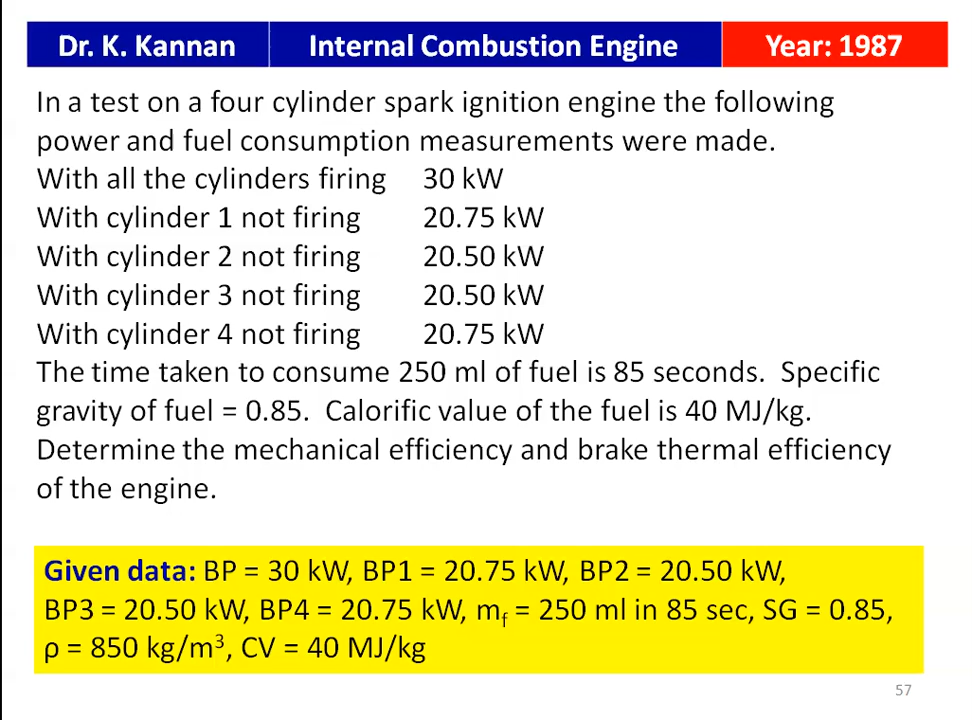 Dr. K. Kannan Internal Combustion Engine Year: 1987
In a test on a four cylinder spark ignition engine the following
power and fuel consumption measurements were made.
With all the cylinders firing 30 kW
With cylinder 1 not firing 20.75 kW
With cylinder 2 not firing 20.50 kW
With cylinder 3 not firing 20.50 kW
With cylinder 4 not firing 20.75 kW
The time taken to consume 250 ml of fuel is 85 seconds. Specific
gravity of fuel = 0.85. Calorific value of the fuel is 40 MJ/kg.
Determine the mechanical efficiency and brake thermal efficiency
of the engine.
Given data: BP = 30 kW, BP1 = 20.75 kW, BP2 = 20.50 kW,
BP3 = 20.50 kW, BP4 = 20.75 kW, mf = 250 ml in 85 sec, SG = 0.85,
ρ = 850 kg/m³, CV = 40 MJ/kg
57